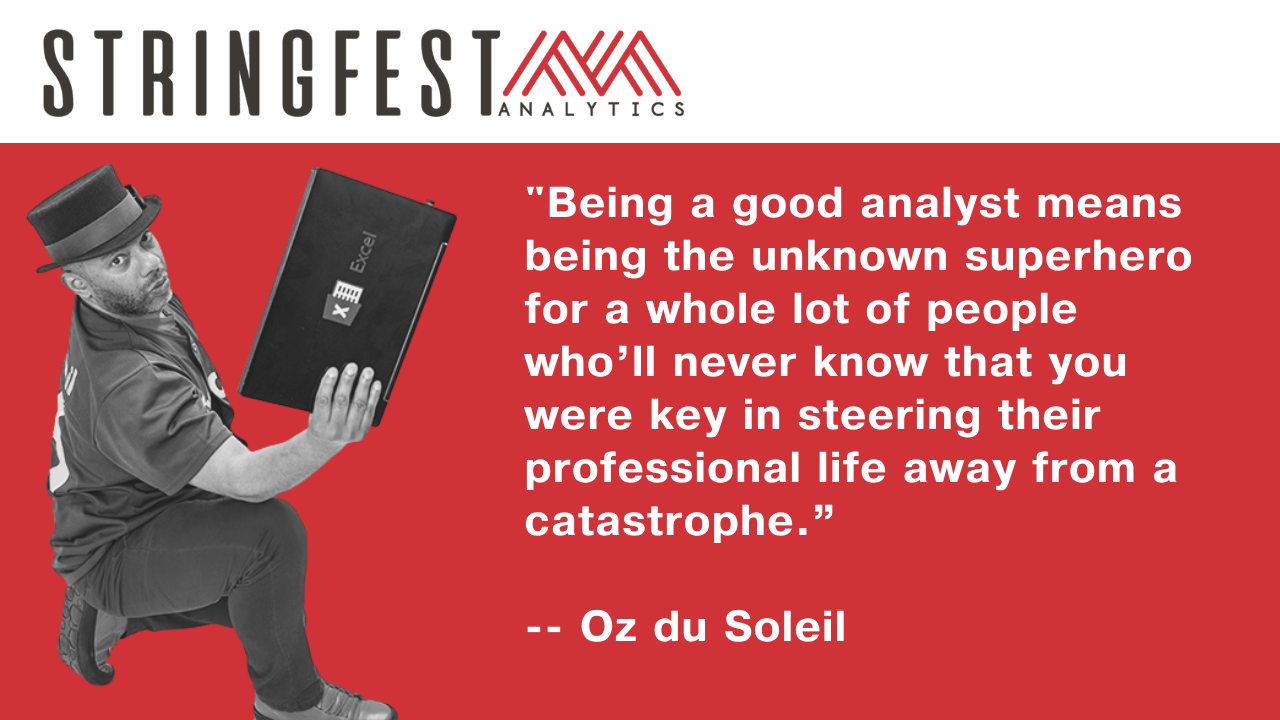 STRINGFEST
ANALYTICS
Excel
"Being a good analyst means
being the unknown superhero
for a whole lot of people
who’ll never know that you
were key in steering their
professional life away from a
catastrophe.”
-- Oz du Soleil